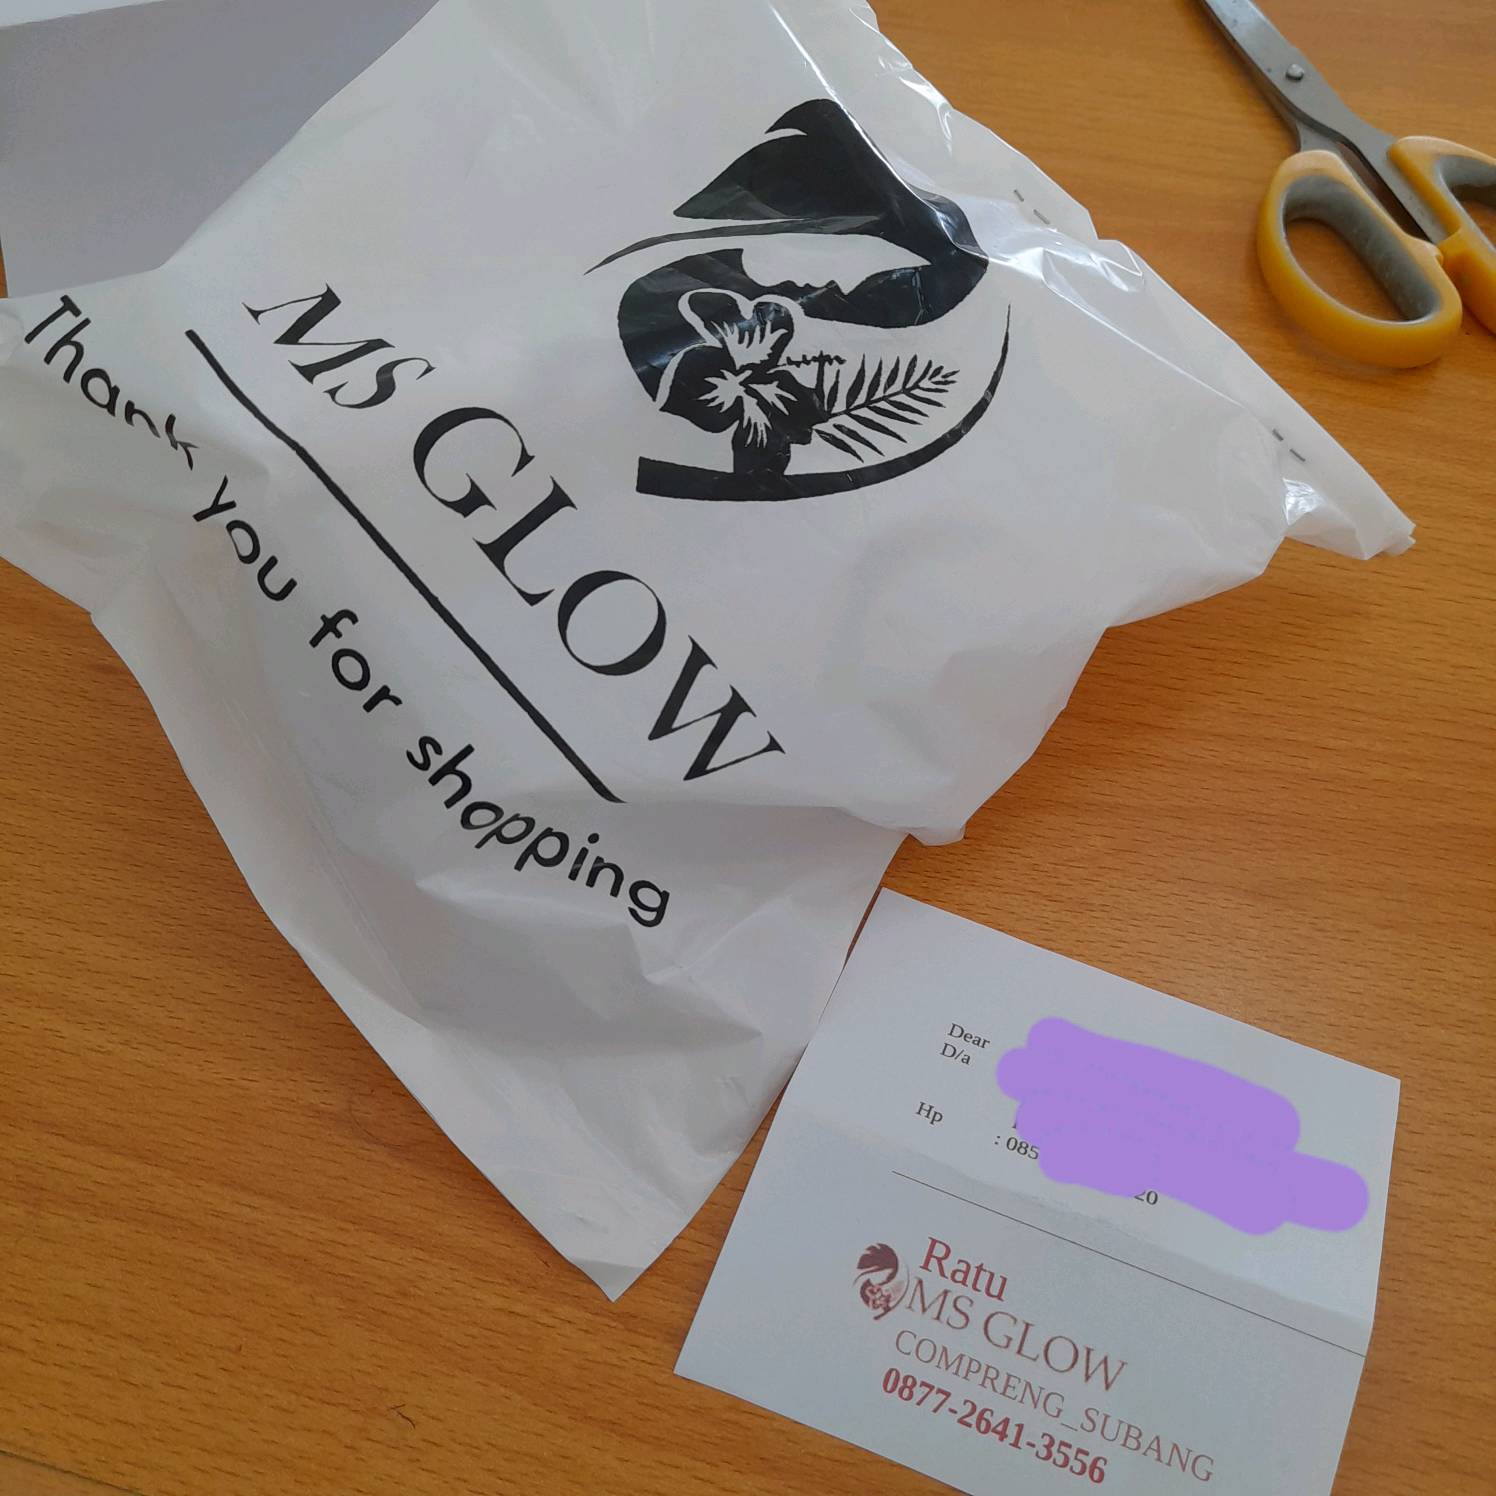 MS GLOW
Thank you for shopping
Dear
D/a
Hp : 085
20
Ratu
MS GLOW
COMPRENG_SUBANG
0877-2641-3556